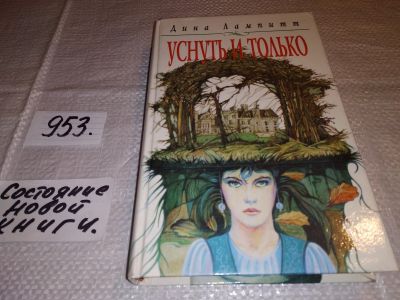 Дина Лампитт
УСНУТЬ И ТОЛЬКО
953.
Состояние
новой
книги.